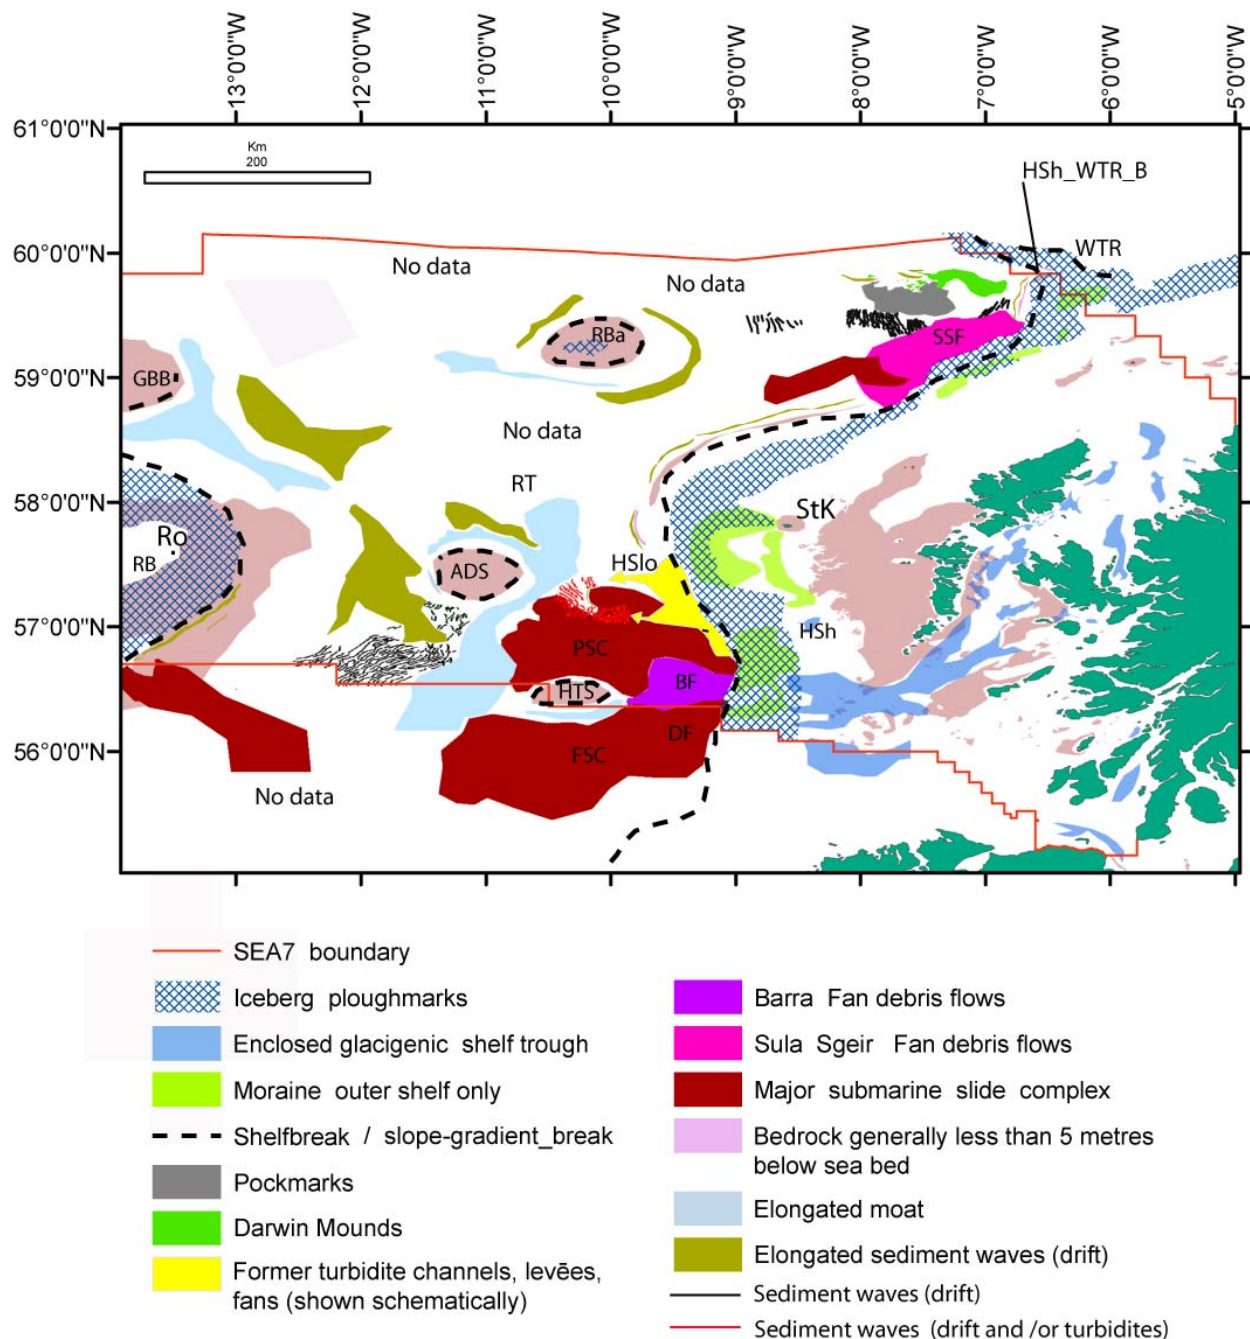 13°0'0"W 12°0'0"W 11°0'0"W 10°0'0"W 9°0'0"W 8°0'0"W 7°0'0"W 6°0'0"W 5°0'0"W
61°0'0"N
Km
200
HSh_WTR_B
60°0'0"N
WTR
No data
No data
RBa
SSF
59°0'0"N
GBB
No data
RT
58°0'0"N
StK
Ro
RB
ADS
HSlo
57°0'0"N
HSh
PSC
BF
HTS
DF
56°0'0"N
FSC
No data
SEA7 boundary
Iceberg ploughmarks
Enclosed glacigenic shelf trough
Moraine outer shelf only
Shelfbreak / slope-gradient_break
Pockmarks
Darwin Mounds
Former turbidite channels, levēes,
fans (shown schematically)
Barra Fan debris flows
Sula Sgeir Fan debris flows
Major submarine slide complex
Bedrock generally less than 5 metres
below sea bed
Elongated moat
Elongated sediment waves (drift)
Sediment waves (drift)
Sediment waves (drift and /or turbidites)